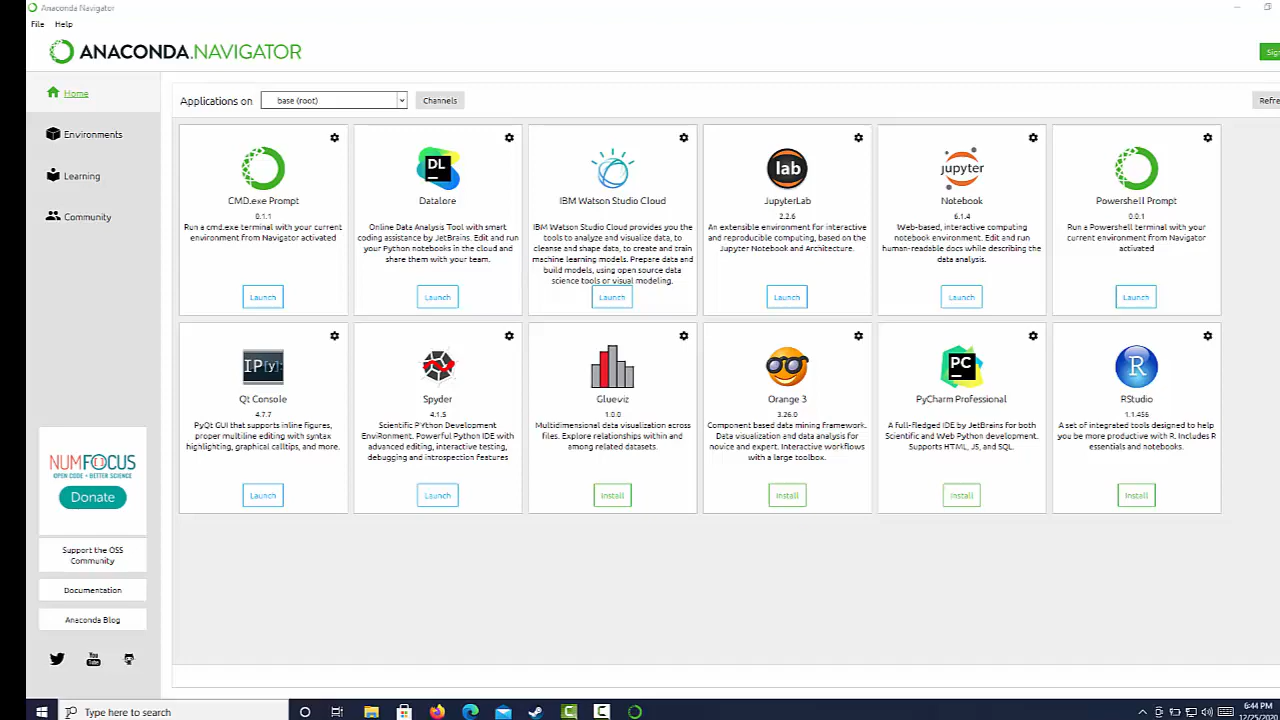 Anaconda Navigator
File Help
ANACONDA.NAVIGATOR
Home
Environments
Learning
Community
NUMFOCUS
OPEN CODE = BETTER SCIENCE
Donate
Support the OSS
Community
Documentation
Anaconda Blog
You
Tube
Applications on base (root) Channels
CMD.exe Prompt
0.1.1
Run a cmd.exe terminal with your current
environment from Navigator activated
Launch
DL
Datalore
Online Data Analysis Tool with smart
coding assistance by JetBrains. Edit and run
your Python notebooks in the cloud and
share them with your team.
Launch
IBM Watson Studio Cloud
IBM Watson Studio Cloud provides you the
tools to analyze and visualize data, to
cleanse and shape data, to create and train
machine learning models. Prepare data and
build models, using open source data
science tools or visual modeling.
Launch
lab
JupyterLab
2.2.6
An extensible environment for interactive
and reproducible computing, based on the
Jupyter Notebook and Architecture.
Launch
jupyter
Notebook
6.1.4
Web-based, interactive computing
notebook environment. Edit and run
human-readable docs while describing the
data analysis.
Launch
Powershell Prompt
0.0.1
Run a Powershell terminal with your
current environment from Navigator
activated
Launch
IP[y]:
Qt Console
4.7.7
PyQt GUI that supports inline figures,
proper multiline editing with syntax
highlighting, graphical calltips, and more.
Launch
Spyder
4.1.5
Scientific PYthon Development
EnviRonment. Powerful Python IDE with
advanced editing, interactive testing,
debugging and introspection features
Launch
Glueviz
1.0.0
Multidimensional data visualization across
files. Explore relationships within and
among related datasets.
Install
Orange 3
3.26.0
Component based data mining framework.
Data visualization and data analysis for
novice and expert. Interactive workflows
with a large toolbox.
Install
PC
PyCharm Professional
A full-fledged IDE by JetBrains for both
Scientific and Web Python development.
Supports HTML, JS, and SQL.
Install
R
RStudio
1.1.456
A set of integrated tools designed to help
you be more productive with R. Includes R
essentials and notebooks.
Install
Type here to search
6:44 PM
12/25/2020